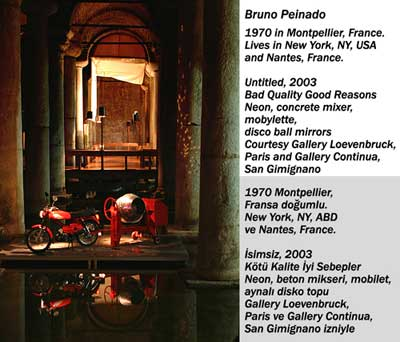 Bruno Peinado
1970 in Montpellier, France.
Lives in New York, NY, USA
and Nantes, France.
Untitled, 2003
Bad Quality Good Reasons
Neon, concrete mixer,
mobylette,
disco ball mirrors
Courtesy Gallery Loevenbruck,
Paris and Gallery Continua,
San Gimignano
1970 Montpellier,
Fransa doğumlu.
New York, NY, ABD
ve Nantes, France.
İsimsiz, 2003
Kötü Kalite İyi Sebepler
Neon, beton mikseri, mobilet,
aynalı disko topu
Gallery Loevenbruck,
Paris ve Gallery Continua,
San Gimignano izniyle